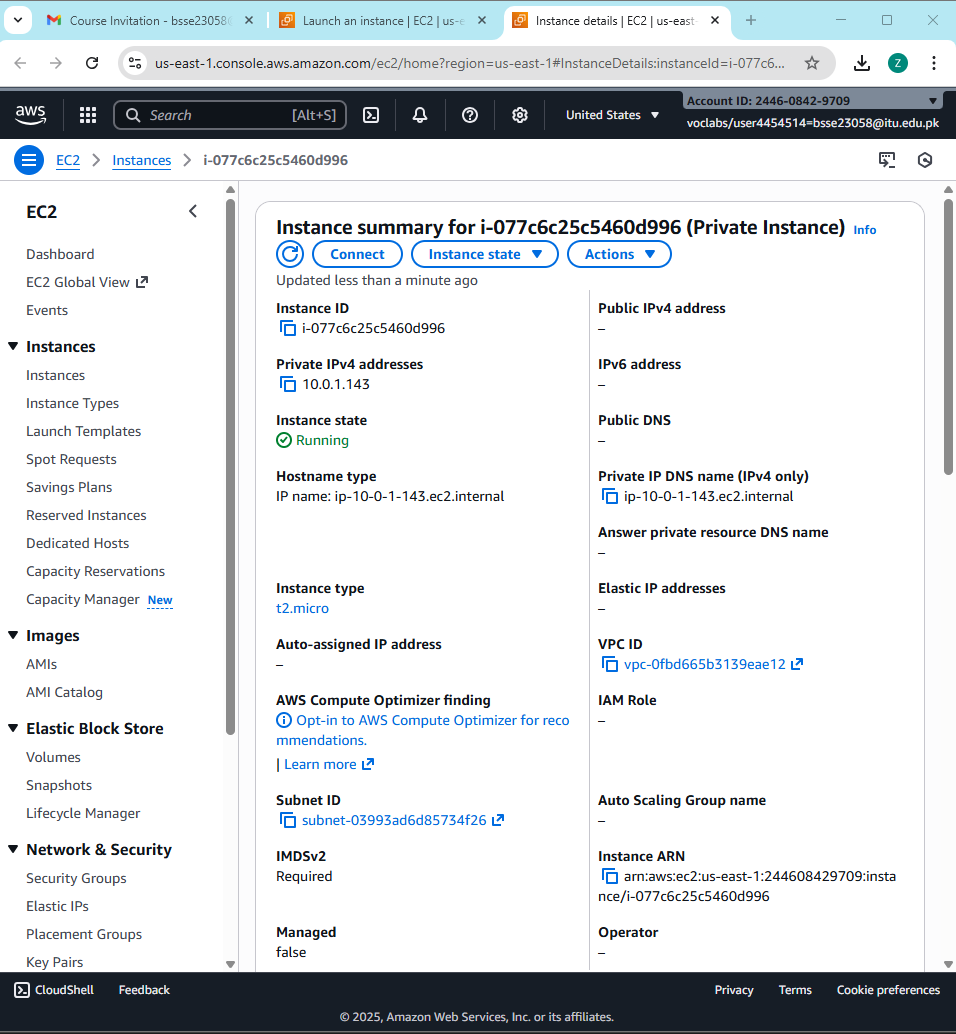 Course Invitation - bsse23058
Launch an instance | EC2 | us-e
Instance details | EC2 | us-east-
us-east-1.console.aws.amazon.com/ec2/home?region=us-east-1#InstanceDetails:instanceId=i-077c6...
Z
aws
Search
[Alt+S]
United States
Account ID: 2446-0842-9709
voclabs/user4454514=bsse23058@itu.edu.pk
EC2
Instances
i-077c6c25c5460d996
EC2
Dashboard
EC2 Global View
Events
Instances
Instances
Instance Types
Launch Templates
Spot Requests
Savings Plans
Reserved Instances
Dedicated Hosts
Capacity Reservations
Capacity Manager New
Images
AMIs
AMI Catalog
Elastic Block Store
Volumes
Snapshots
Lifecycle Manager
Network & Security
Security Groups
Elastic IPs
Placement Groups
Key Pairs
Instance summary for i-077c6c25c5460d996 (Private Instance) Info
Connect
Instance state
Actions
Updated less than a minute ago
Instance ID
i-077c6c25c5460d996
Public IPv4 address
–
Private IPv4 addresses
10.0.1.143
IPv6 address
–
Instance state
Running
Public DNS
–
Hostname type
IP name: ip-10-0-1-143.ec2.internal
Private IP DNS name (IPv4 only)
ip-10-0-1-143.ec2.internal
Answer private resource DNS name
–
Instance type
t2.micro
Elastic IP addresses
–
Auto-assigned IP address
–
VPC ID
vpc-0fbd665b3139eae12
AWS Compute Optimizer finding
Opt-in to AWS Compute Optimizer for reco
mmendations.
| Learn more
IAM Role
–
Subnet ID
subnet-03993ad6d85734f26
Auto Scaling Group name
–
IMDSv2
Required
Instance ARN
arn:aws:ec2:us-east-1:244608429709:insta
nce/i-077c6c25c5460d996
Managed
false
Operator
–
CloudShell
Feedback
Privacy
Terms
Cookie preferences
© 2025, Amazon Web Services, Inc. or its affiliates.